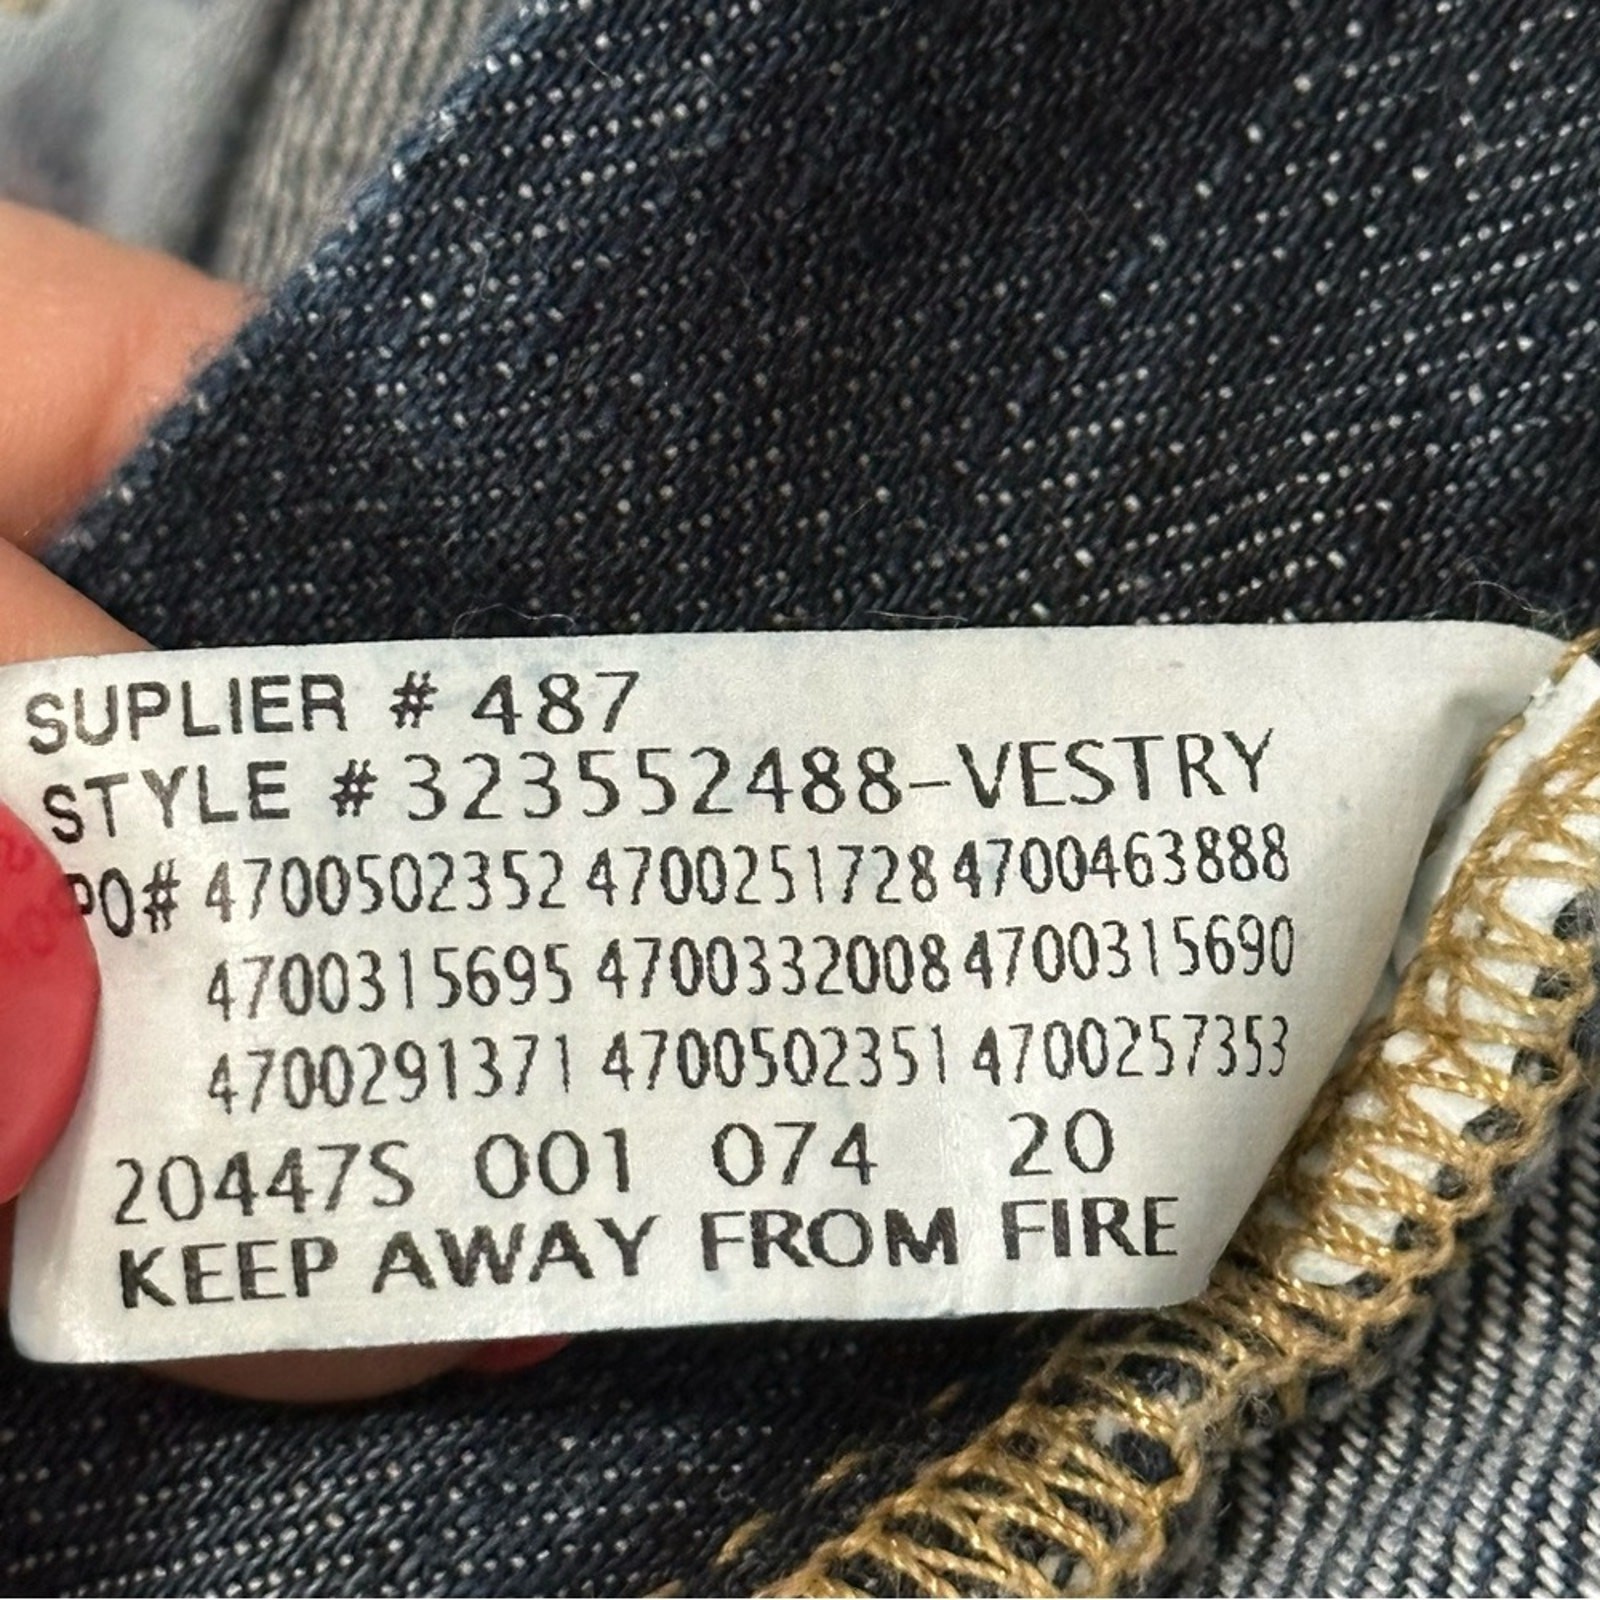 SUPLIER # 487
STYLE # 323552488-VESTRY
PO# 4700502352 4700251728 4700463888
4700315695 4700332008 4700315690
4700291371 4700502351 4700257353
20447S 001 074 20
KEEP AWAY FROM FIRE